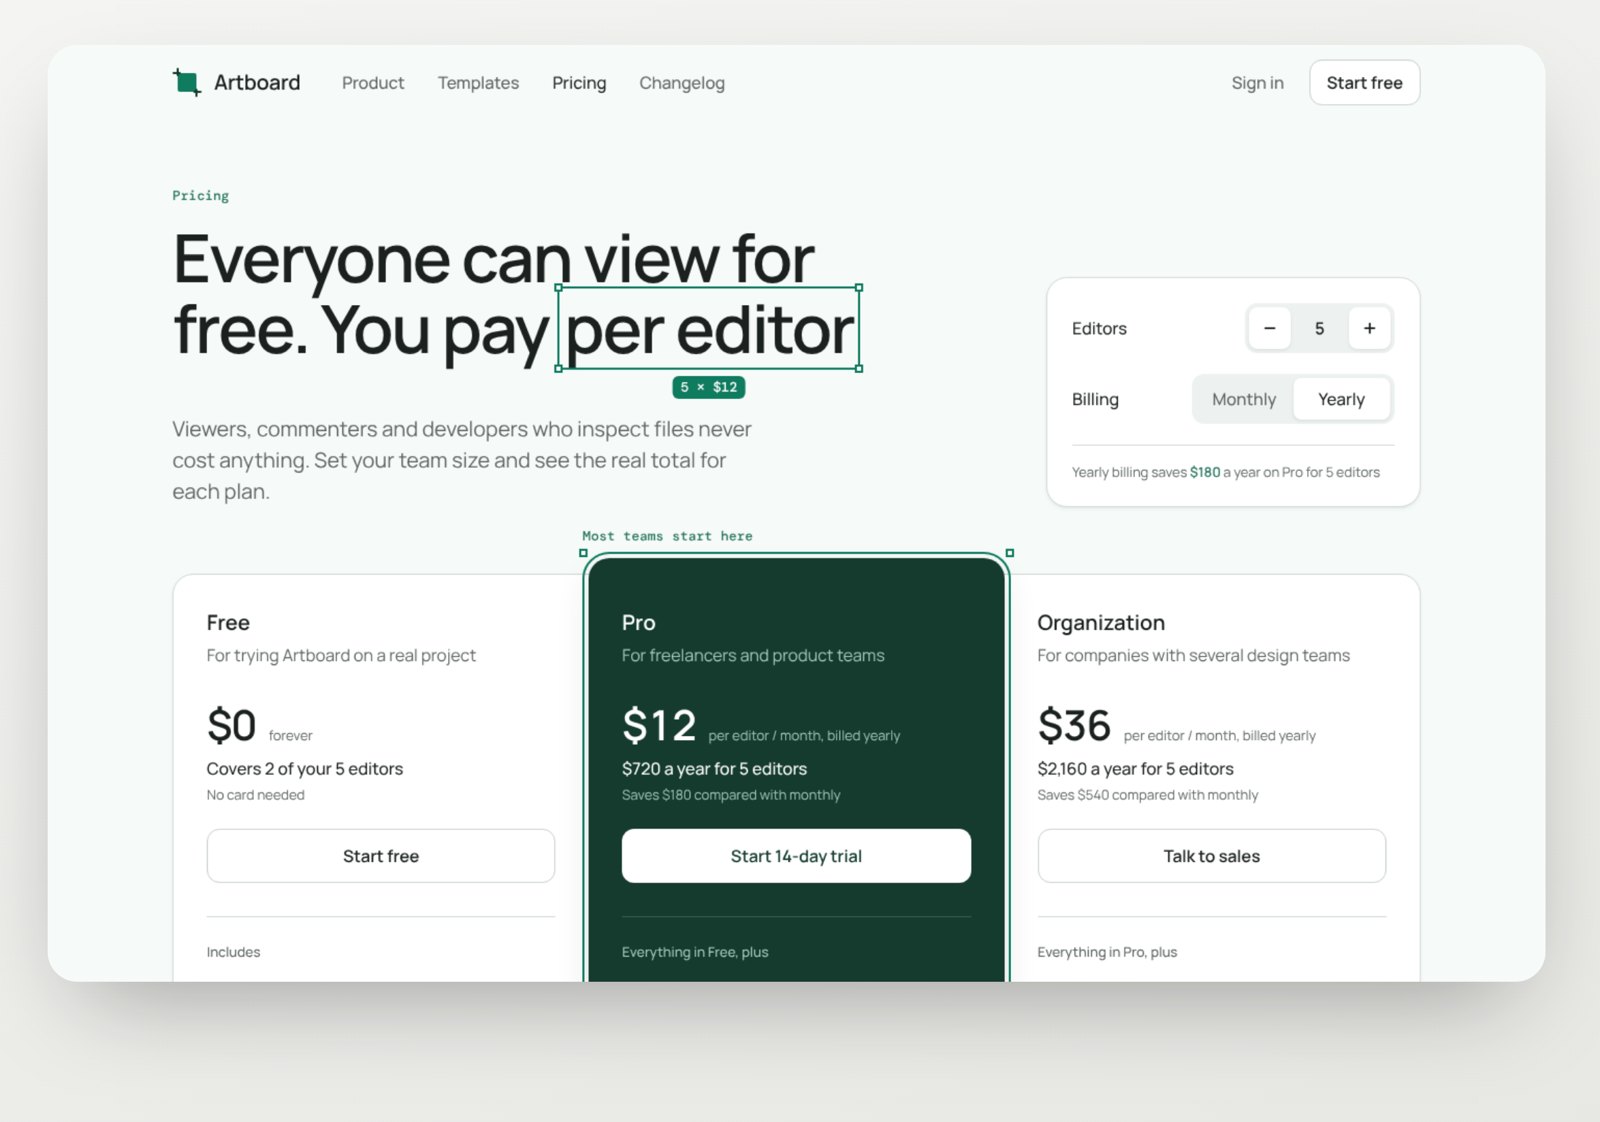 Artboard
Product
Templates
Pricing
Changelog
Sign in
Start free
Pricing
Everyone can view for
free. You pay per editor
5 × $12
Viewers, commenters and developers who inspect files never
cost anything. Set your team size and see the real total for
each plan.
Editors
−
5
+
Billing
Monthly
Yearly
Yearly billing saves $180 a year on Pro for 5 editors
Most teams start here
Free
For trying Artboard on a real project
$0 forever
Covers 2 of your 5 editors
No card needed
Start free
Includes
Pro
For freelancers and product teams
$12 per editor / month, billed yearly
$720 a year for 5 editors
Saves $180 compared with monthly
Start 14-day trial
Everything in Free, plus
Organization
For companies with several design teams
$36 per editor / month, billed yearly
$2,160 a year for 5 editors
Saves $540 compared with monthly
Talk to sales
Everything in Pro, plus